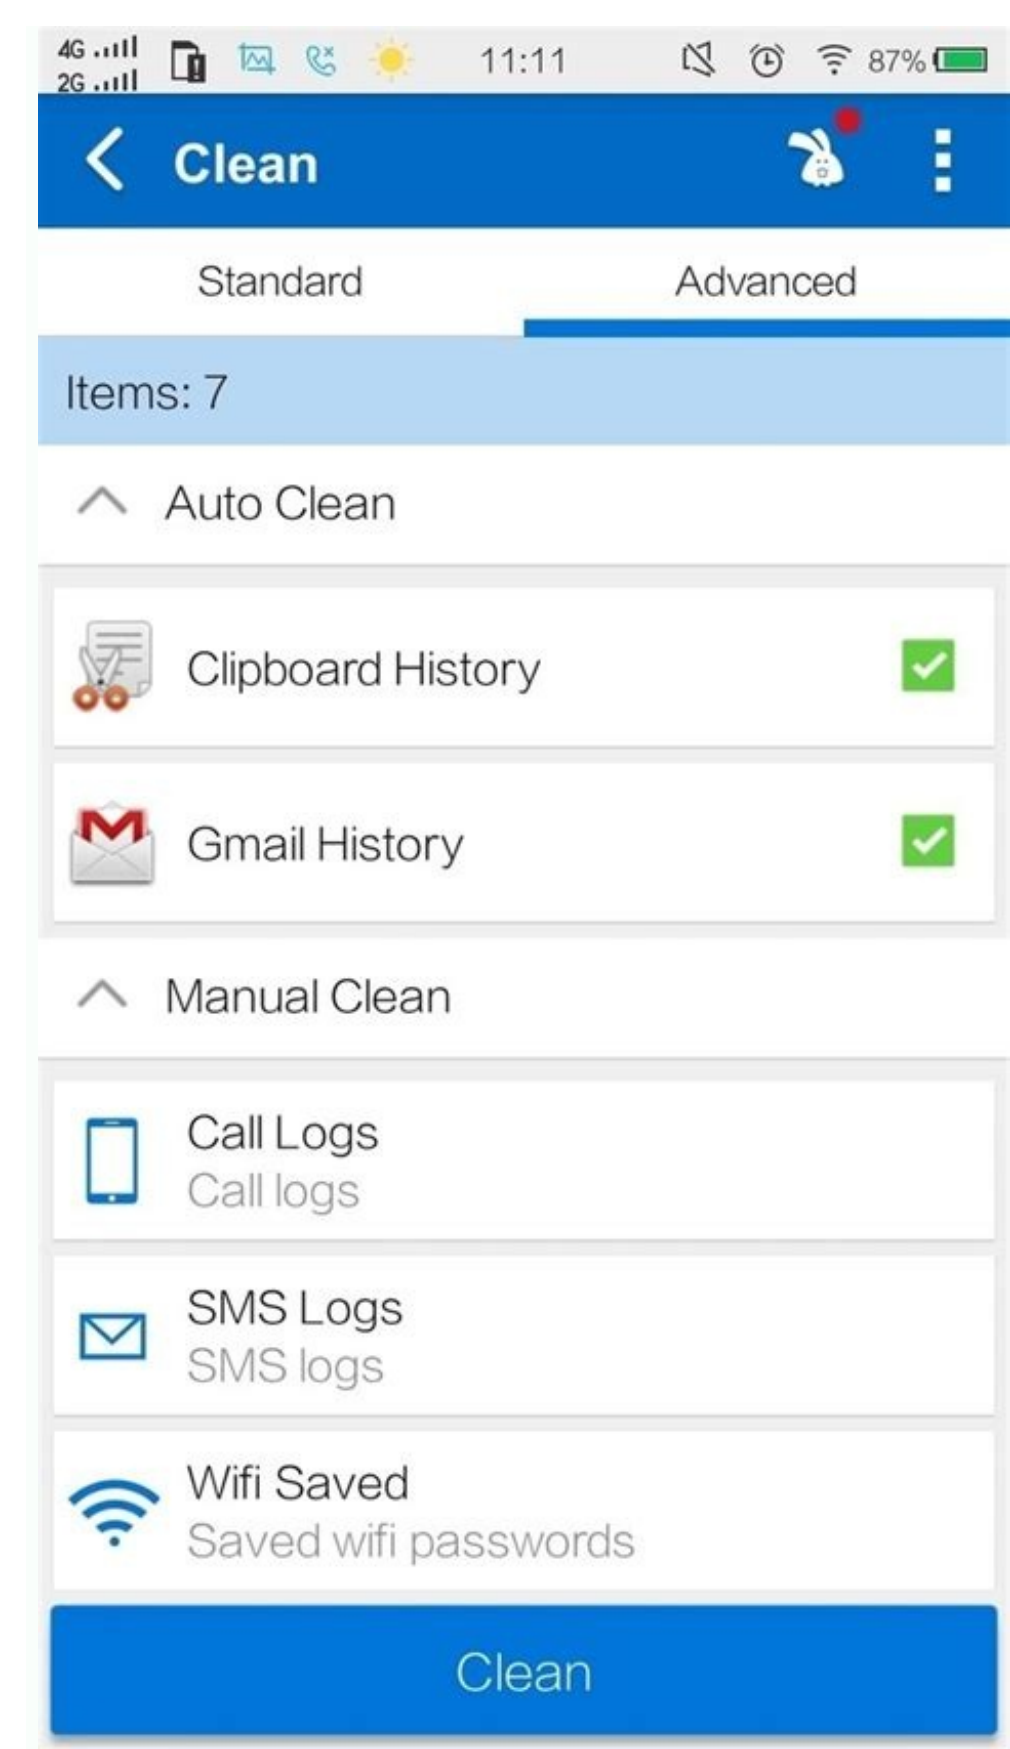 4G
2G
11:11
87%
Clean
Standard
Advanced
Items: 7
Auto Clean
Clipboard History
Gmail History
Manual Clean
Call Logs
Call logs
SMS Logs
SMS logs
Wifi Saved
Saved wifi passwords
Clean